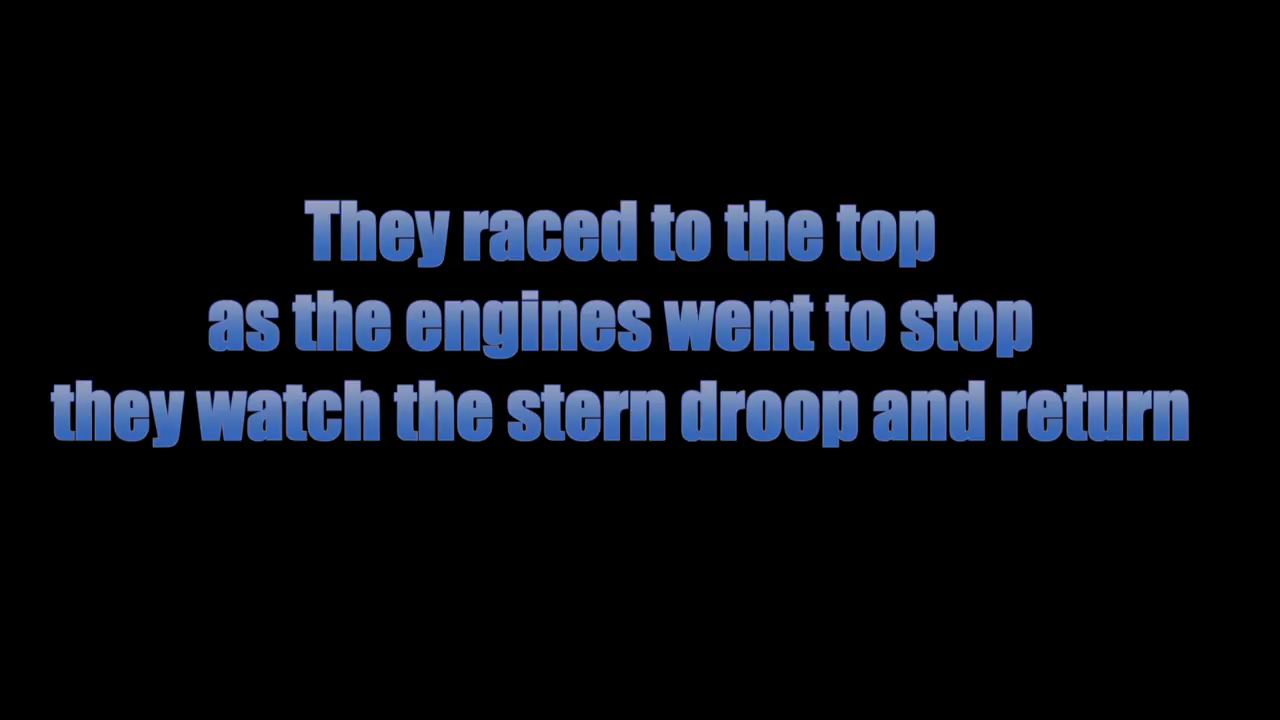 They raced to the top
as the engines went to stop
they watch the stern droop and return